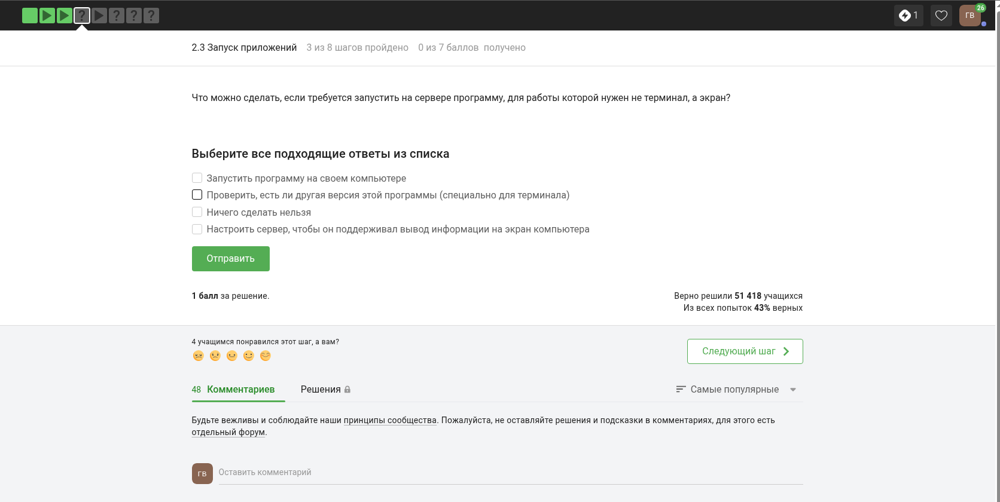 ? ? ? ?
1
ГВ
26
2.3 Запуск приложений 3 из 8 шагов пройдено 0 из 7 баллов получено
Что можно сделать, если требуется запустить на сервере программу, для работы которой нужен не терминал, а экран?
Выберите все подходящие ответы из списка
Запустить программу на своем компьютере
Проверить, есть ли другая версия этой программы (специально для терминала)
Ничего сделать нельзя
Настроить сервер, чтобы он поддерживал вывод информации на экран компьютера
Отправить
1 балл за решение.
Верно решили 51 418 учащихся
Из всех попыток 43% верных
4 учащимся понравился этот шаг, а вам?
Следующий шаг
48 Комментариев Решения Самые популярные
Будьте вежливы и соблюдайте наши принципы сообщества. Пожалуйста, не оставляйте решения и подсказки в комментариях, для этого есть
отдельный форум.
ГВ Оставить комментарий